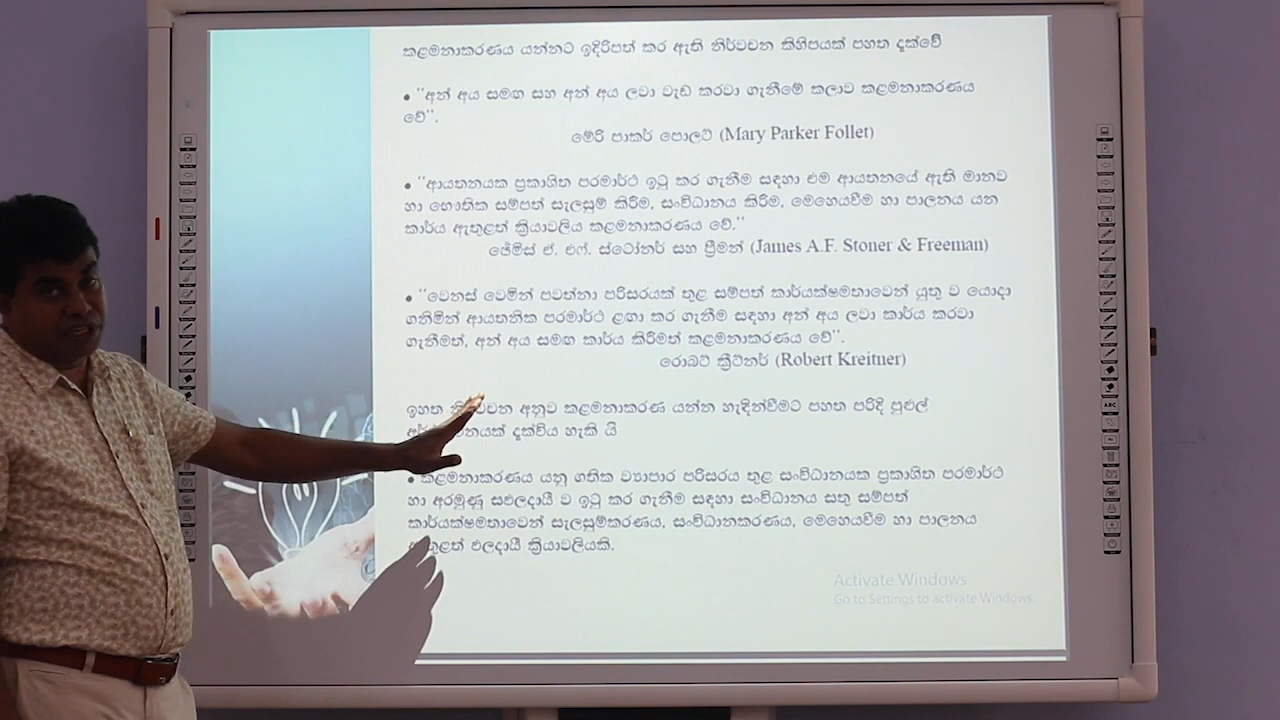 කළමනාකරණය යන්නට ඉදිරිපත් කර ඇති නිර්වචන කිහිපයක් පහත දැක්වේ
• ''අන් අය සමඟ සහ අන් අය ලවා වැඩ කරවා ගැනීමේ කලාව කළමනාකරණය
වේ''.
මේරි පාකර් පොලට් (Mary Parker Follet)
• ''ආයතනයක ප්‍රකාශිත පරමාර්ථ ඉටු කර ගැනීම සඳහා එම ආයතනයේ ඇති මානව
හා භෞතික සම්පත් සැලසුම් කිරීම, සංවිධානය කිරීම, මෙහෙයවීම හා පාලනය යන
කාර්ය ඇතුළත් ක්‍රියාවලිය කළමනාකරණය වේ.''
ජේම්ස් ඒ. එෆ්. ස්ටෝනර් සහ ප්‍රීමන් (James A.F. Stoner & Freeman)
• ''වෙනස් වෙමින් පවත්නා පරිසරයක් තුළ සම්පත් කාර්යක්ෂමතාවෙන් යුතු ව යොදා
ගනිමින් ආයතනික පරමාර්ථ ළඟා කර ගැනීම සඳහා අන් අය ලවා කාර්ය කරවා
ගැනීමත්, අන් අය සමඟ කාර්ය කිරීමත් කළමනාකරණය වේ''.
රොබට් ක්‍රීට්නර් (Robert Kreitner)
ඉහත අනුව කළමනාකරණ යන්න හැඳින්වීමට පහත පරිදි පුළුල්
දැක්විය හැකි යි
• කළමනාකරණය යනු ගතික ව්‍යාපාර පරිසරය තුළ සංවිධානයක ප්‍රකාශිත පරමාර්ථ
හා අරමුණු සඵලදායී ව ඉටු කර ගැනීම සඳහා සංවිධානය සතු සම්පත්
කාර්යක්ෂමතාවෙන් සැලසුම්කරණය, සංවිධානකරණය, මෙහෙයවීම හා පාලනය
ඵලදායී ක්‍රියාවලියකි.
Activate Windows
Go to Settings to activate Windows.
ABC